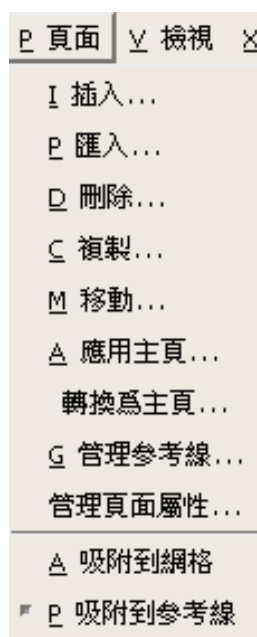 P 頁面 V 檢視 X
I 插入...
P 匯入...
D 刪除...
C 複製...
M 移動...
A 應用主頁...
轉換爲主頁...
G 管理參考線...
管理頁面屬性...
A 吸附到網格
P 吸附到參考線